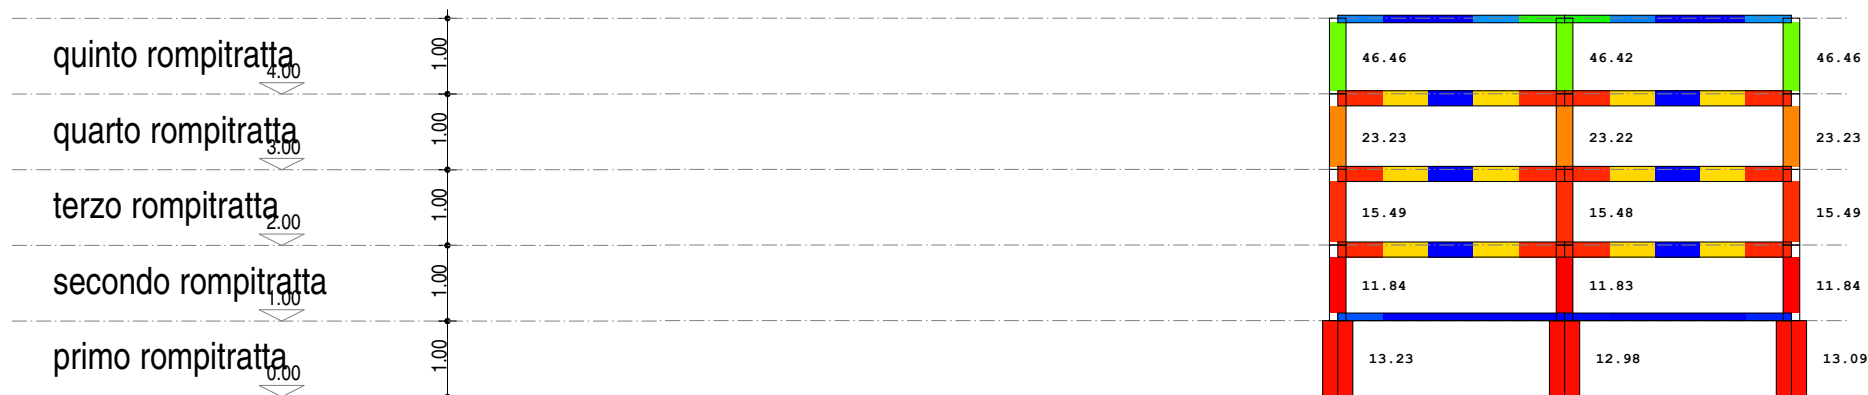 quinto rompitratta
4.00
1.00
46.46 46.42 46.46
quarto rompitratta
3.00
1.00
23.23 23.22 23.23
terzo rompitratta
2.00
1.00
15.49 15.48 15.49
secondo rompitratta
1.00
1.00
11.84 11.83 11.84
primo rompitratta
0.00
1.00
13.23 12.98 13.09